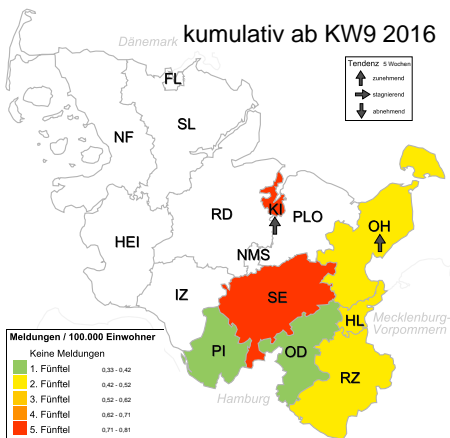 kumulativ ab KW9 2016
Dänemark
Tendenz 5 Wochen
zunehmend
stagnierend
abnehmend
FL
SL
NF
RD
KI
PLO
OH
HEI
NMS
IZ
SE
HL
Mecklenburg-
Vorpommern
PI
OD
RZ
Hamburg
Meldungen / 100.000 Einwohner
Keine Meldungen
1. Fünftel 0,33 - 0,42
2. Fünftel 0,42 - 0,52
3. Fünftel 0,52 - 0,62
4. Fünftel 0,62 - 0,71
5. Fünftel 0,71 - 0,81